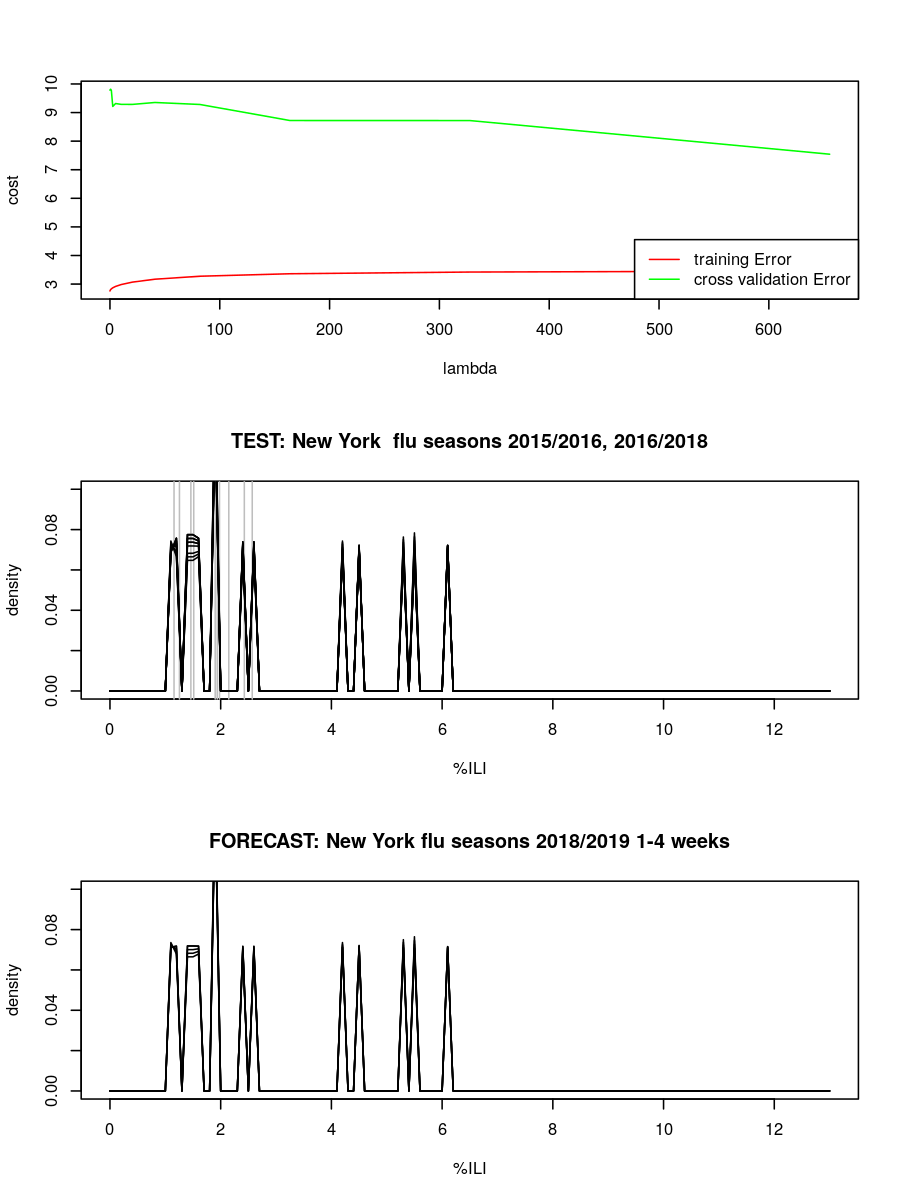 cost
10
9
8
7
6
5
4
3
training Error
cross validation Error
0 100 200 300 400 500 600
lambda
TEST: New York  flu seasons 2015/2016, 2016/2018
density
0.08
0.04
0.00
0 2 4 6 8 10 12
%ILI
FORECAST: New York flu seasons 2018/2019 1-4 weeks
density
0.08
0.04
0.00
0 2 4 6 8 10 12
%ILI